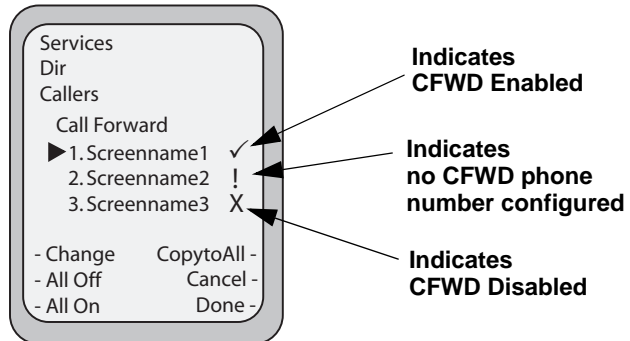 Services
Dir
Callers
Call Forward
▶1. Screenname1 ✓
2. Screenname2 !
3. Screenname3 X
- Change CopytoAll -
- All Off Cancel -
- All On Done -
Indicates
CFWD Enabled
Indicates
no CFWD phone
number configured
Indicates
CFWD Disabled